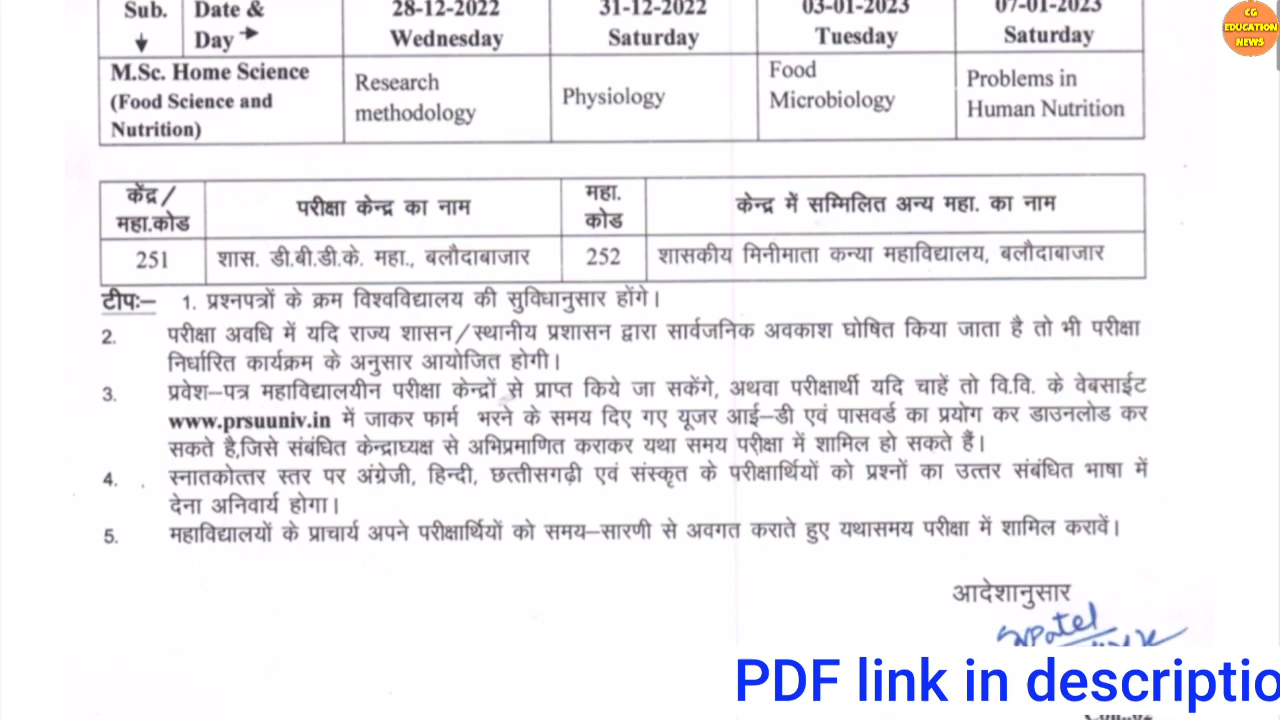 Sub. Date & 28-12-2022 31-12-2022 03-01-2023 07-01-2023
Day Wednesday Saturday Tuesday Saturday
CG
EDUCATION
NEWS
M.Sc. Home Science
(Food Science and
Nutrition)
Research
methodology
Physiology
Food
Microbiology
Problems in
Human Nutrition
केंद्र/
महा.कोड
परीक्षा केन्द्र का नाम
महा.
कोड
केन्द्र में सम्मिलित अन्य महा. का नाम
251 शास. डी.बी.डी.के. महा., बलौदाबाजार 252 शासकीय मिनीमाता कन्या महाविद्यालय, बलौदाबाजार
टीपः– 1. प्रश्नपत्रों के क्रम विश्वविद्यालय की सुविधानुसार होंगे।
2. परीक्षा अवधि में यदि राज्य शासन/स्थानीय प्रशासन द्वारा सार्वजनिक अवकाश घोषित किया जाता है तो भी परीक्षा
निर्धारित कार्यक्रम के अनुसार आयोजित होगी।
3. प्रवेश–पत्र महाविद्यालयीन परीक्षा केन्द्रों से प्राप्त किये जा सकेंगे, अथवा परीक्षार्थी यदि चाहें तो वि.वि. के वेबसाईट
www.prsuuniv.in में जाकर फार्म भरने के समय दिए गए यूजर आई–डी एवं पासवर्ड का प्रयोग कर डाउनलोड कर
सकते है,जिसे संबंधित केन्द्राध्यक्ष से अभिप्रमाणित कराकर यथा समय परीक्षा में शामिल हो सकते हैं।
4. स्नातकोत्तर स्तर पर अंग्रेजी, हिन्दी, छत्तीसगढ़ी एवं संस्कृत के परीक्षार्थियों को प्रश्नों का उत्तर संबंधित भाषा में
देना अनिवार्य होगा।
5. महाविद्यालयों के प्राचार्य अपने परीक्षार्थियों को समय–सारणी से अवगत कराते हुए यथासमय परीक्षा में शामिल करावें।
आदेशानुसार
PDF link in descriptio